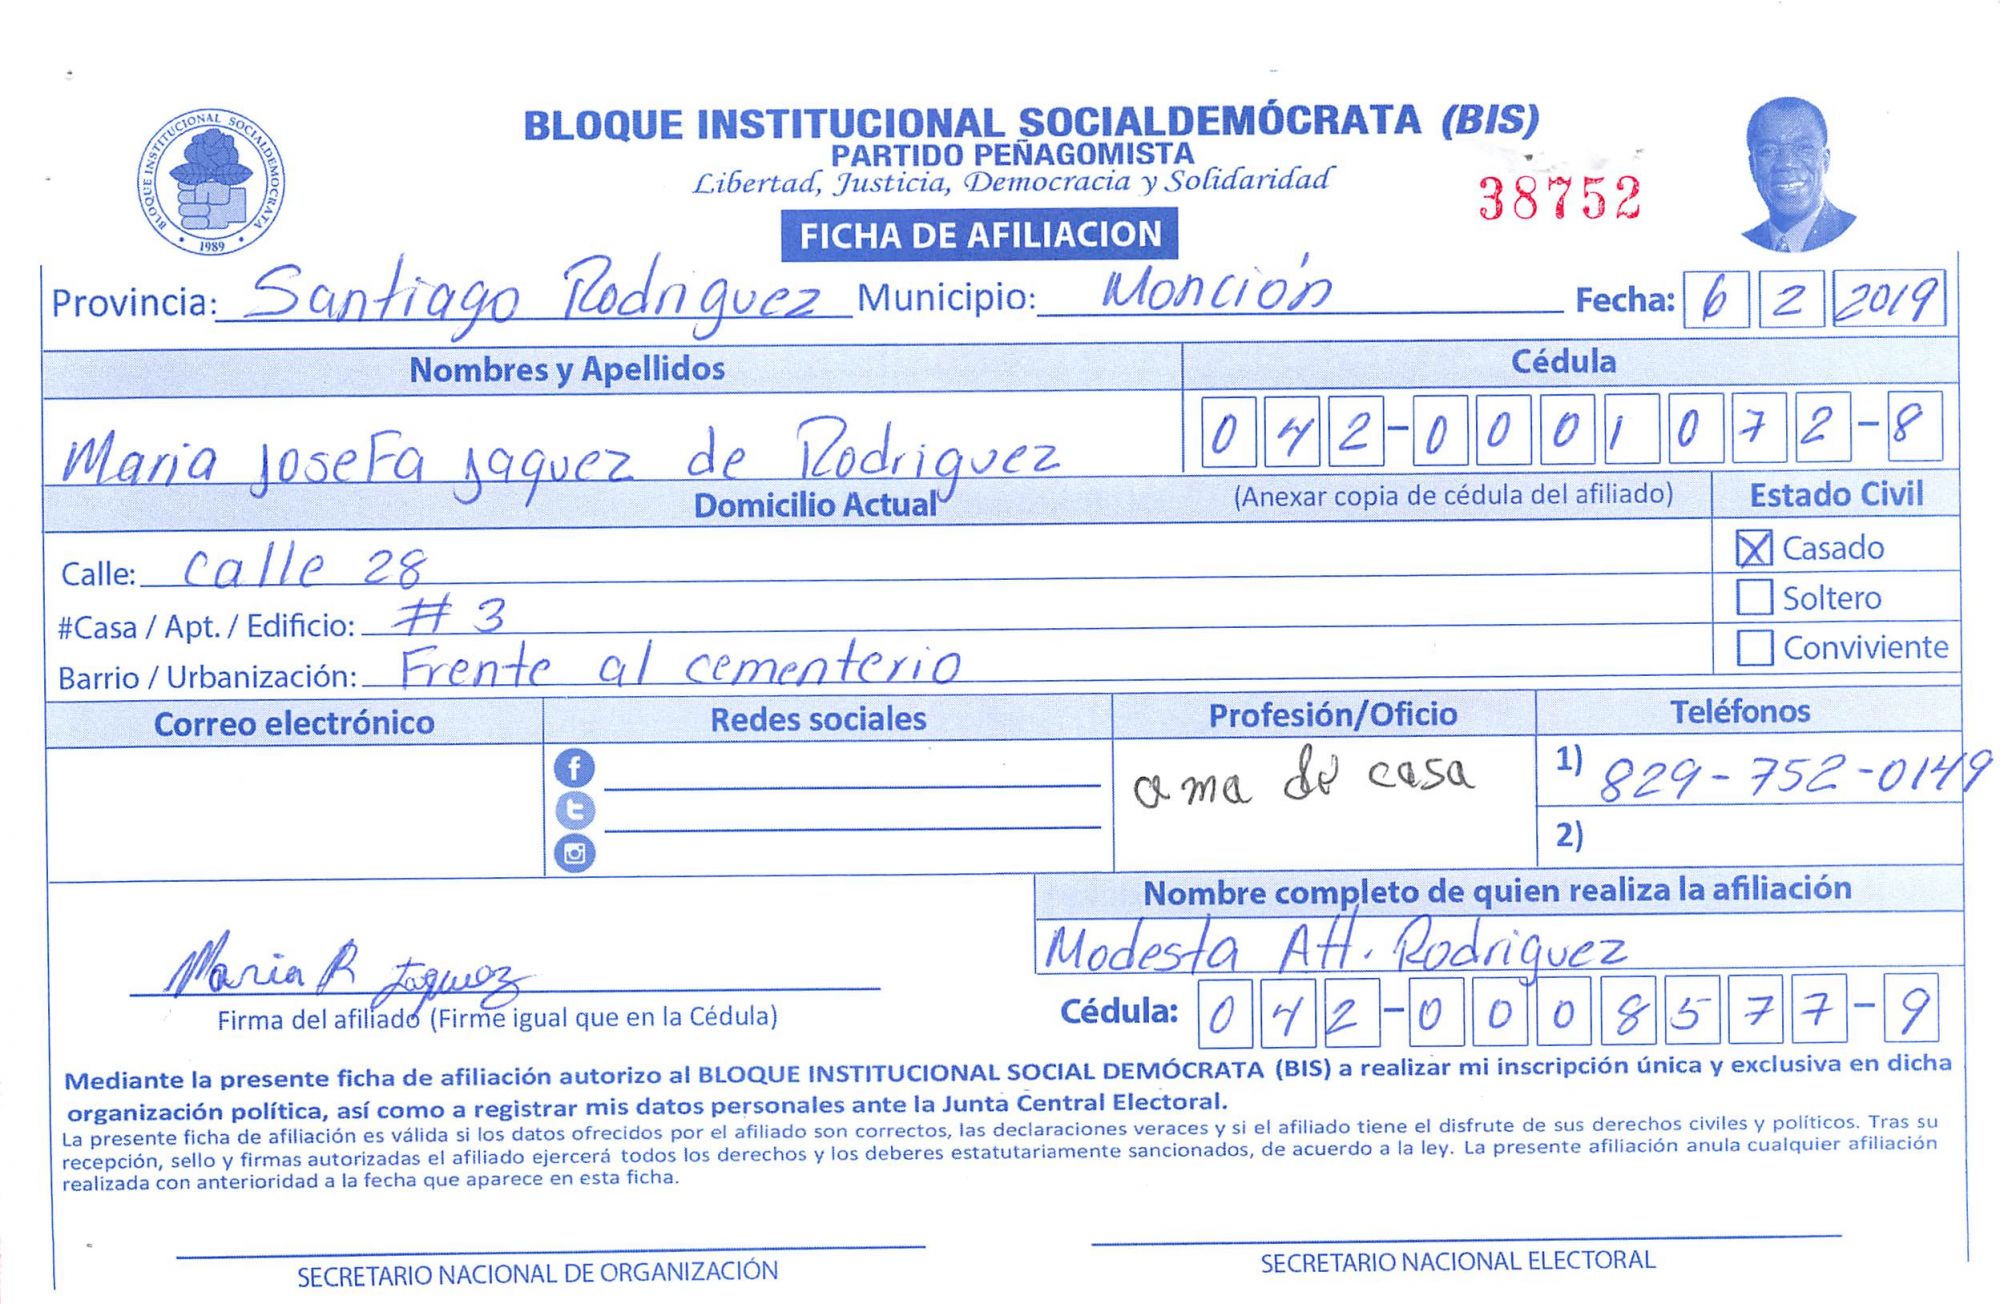 BLOQUE INSTITUCIONAL SOCIALDEMÓCRATA (BIS)
PARTIDO PEÑAGOMISTA
Libertad, Justicia, Democracia y Solidaridad
38752
BLOQUE INSTITUCIONAL SOCIALDEMOCRATA
1989
FICHA DE AFILIACION
Provincia: Santiago Rodriguez Municipio: Monción Fecha: 6 2 2019
Nombres y Apellidos Cédula
Maria Josefa Jaquez de Rodriguez 042-0001072-8
Domicilio Actual (Anexar copia de cédula del afiliado) Estado Civil
Calle: calle 28 X Casado
#Casa / Apt. / Edificio: # 3 Soltero
Barrio / Urbanización: Frente al cementerio Conviviente
Correo electrónico Redes sociales Profesión/Oficio Teléfonos
ama de casa 1) 829-752-0149
2)
Nombre completo de quien realiza la afiliación
Modesta Alt. Rodriguez
Maria R Jaquez
Firma del afiliado (Firme igual que en la Cédula) Cédula: 042-0008577-9
Mediante la presente ficha de afiliación autorizo al BLOQUE INSTITUCIONAL SOCIAL DEMÓCRATA (BIS) a realizar mi inscripción única y exclusiva en dicha
organización política, así como a registrar mis datos personales ante la Junta Central Electoral.
La presente ficha de afiliación es válida si los datos ofrecidos por el afiliado son correctos, las declaraciones veraces y si el afiliado tiene el disfrute de sus derechos civiles y políticos. Tras su
recepción, sello y firmas autorizadas el afiliado ejercerá todos los derechos y los deberes estatutariamente sancionados, de acuerdo a la ley. La presente afiliación anula cualquier afiliación
realizada con anterioridad a la fecha que aparece en esta ficha.
SECRETARIO NACIONAL DE ORGANIZACIÓN SECRETARIO NACIONAL ELECTORAL